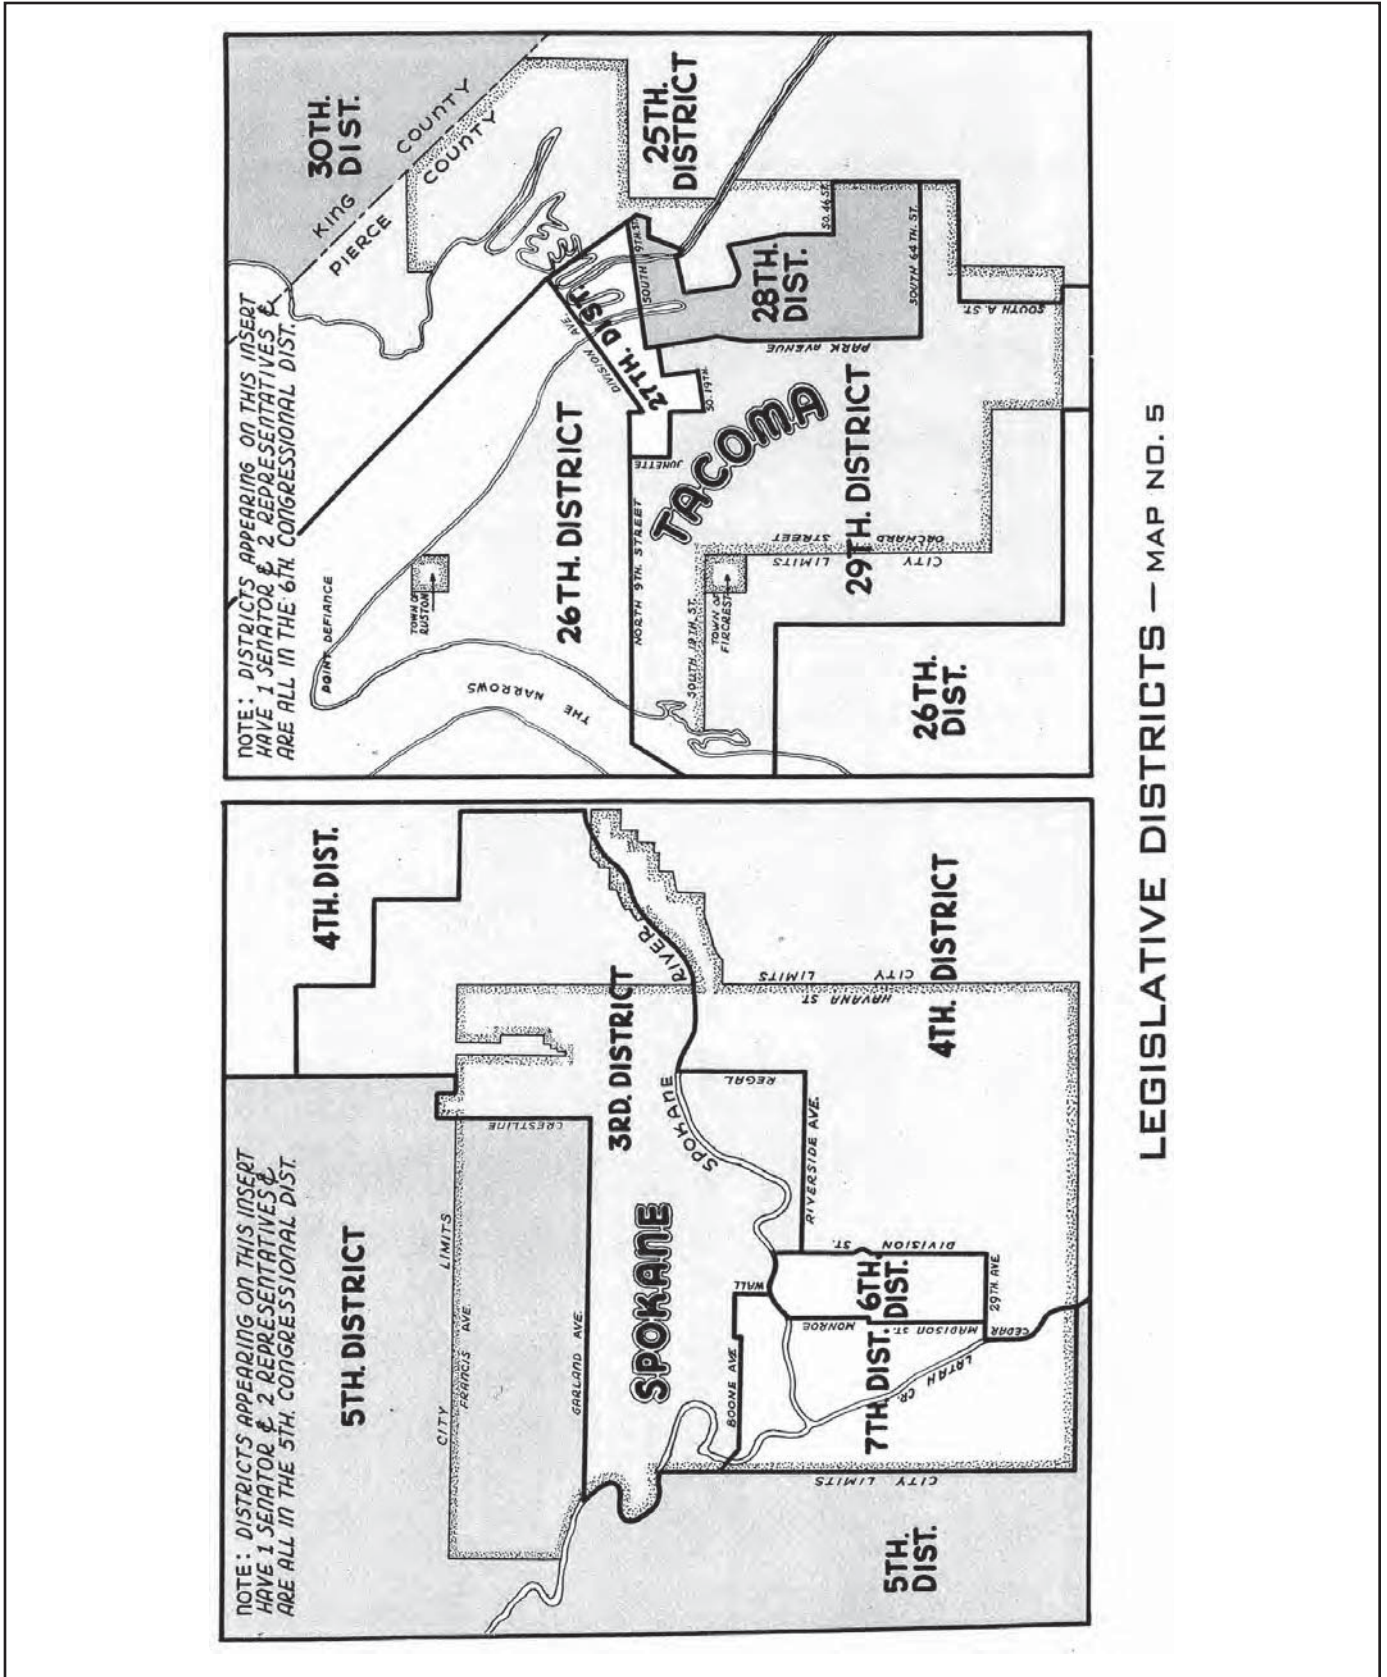 NOTE: DISTRICTS APPEARING ON THIS INSERT
HAVE 1 SENATOR & 2 REPRESENTATIVES &
ARE ALL IN THE 5TH. CONGRESSIONAL DIST.
4TH. DIST.
5TH. DISTRICT
CITY LIMITS
FRANCIS AVE.
CRESTLINE
GARLAND AVE.
3RD. DISTRICT
SPOKANE
SPOKANE RIVER
REGAL
HAVANA ST.
CITY LIMITS
WALL
BOONE AVE.
RIVERSIDE AVE.
DIVISION ST.
MONROE
MADISON ST.
6TH.
DIST.
7TH. DIST.
29TH. AVE.
CEDAR
LATAH CR.
CITY LIMITS
4TH. DISTRICT
5TH.
DIST.
NOTE: DISTRICTS APPEARING ON THIS INSERT
HAVE 1 SENATOR & 2 REPRESENTATIVES &
ARE ALL IN THE 6TH. CONGRESSIONAL DIST.
30TH.
DIST.
KING COUNTY
PIERCE COUNTY
POINT DEFIANCE
TOWN OF
RUSTON
THE NARROWS
26TH. DISTRICT
DIVISION AVE.
27TH. DIST.
25TH.
DISTRICT
SOUTH 9TH. ST.
NORTH 9TH. STREET
JUNETTE
SO. 19TH.
TACOMA
28TH.
DIST.
PARK AVENUE
SO. 46 ST.
SOUTH 64TH. ST.
SOUTH 19TH. ST.
TOWN OF
FIRCREST
ORCHARD STREET
CITY LIMITS
29TH. DISTRICT
SOUTH A ST.
26TH.
DIST.
LEGISLATIVE DISTRICTS — MAP NO. 5